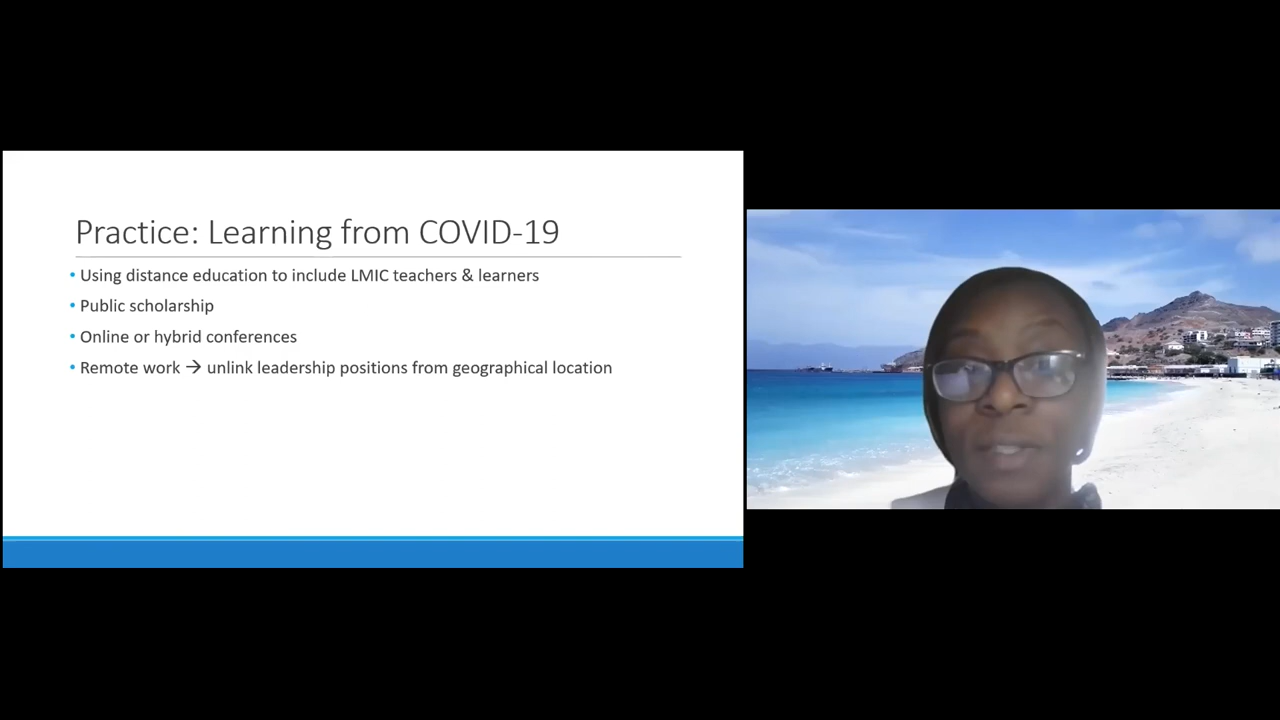 Practice: Learning from COVID-19
• Using distance education to include LMIC teachers & learners
• Public scholarship
• Online or hybrid conferences
• Remote work → unlink leadership positions from geographical location